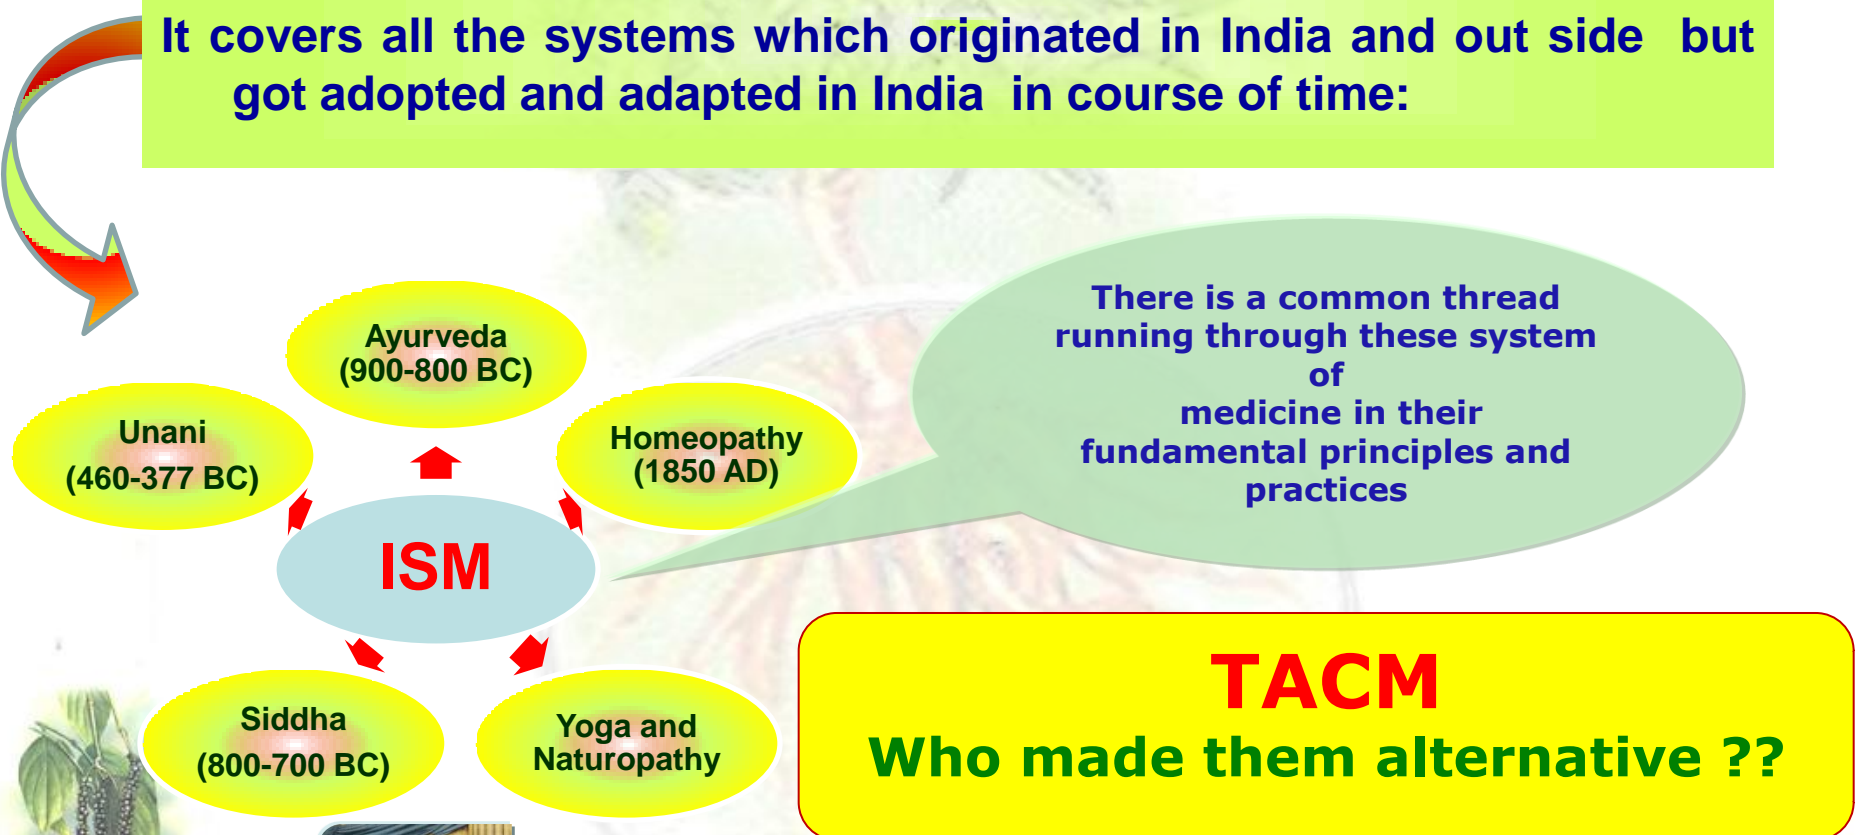 It covers all the systems which originated in India and out side but
got adopted and adapted in India in course of time:
Ayurveda
(900-800 BC)
Unani
(460-377 BC)
Homeopathy
(1850 AD)
ISM
Siddha
(800-700 BC)
Yoga and
Naturopathy
There is a common thread
running through these system
of
medicine in their
fundamental principles and
practices
TACM
Who made them alternative ??